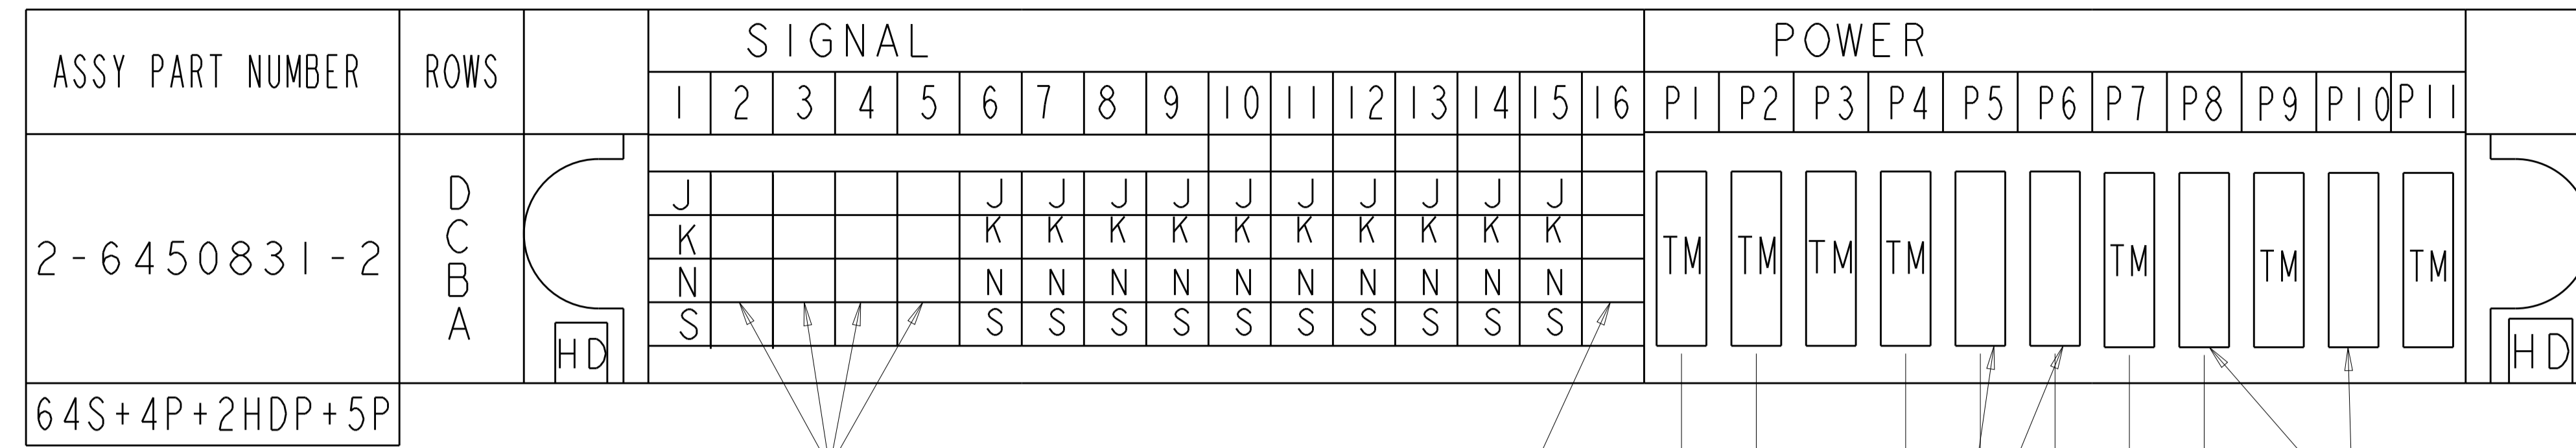 SIGNAL POWER
ASSY PART NUMBER ROWS
1 2 3 4 5 6 7 8 9 10 11 12 13 14 15 16 P1 P2 P3 P4 P5 P6 P7 P8 P9 P10 P11
D J J J J J J J J J J J
C K K K K K K K K K K K
2-6450831-2 TM TM TM TM TM TM TM
B N N N N N N N N N N N
A S S S S S S S S S S S
HD HD
64S+4P+2HDP+5P